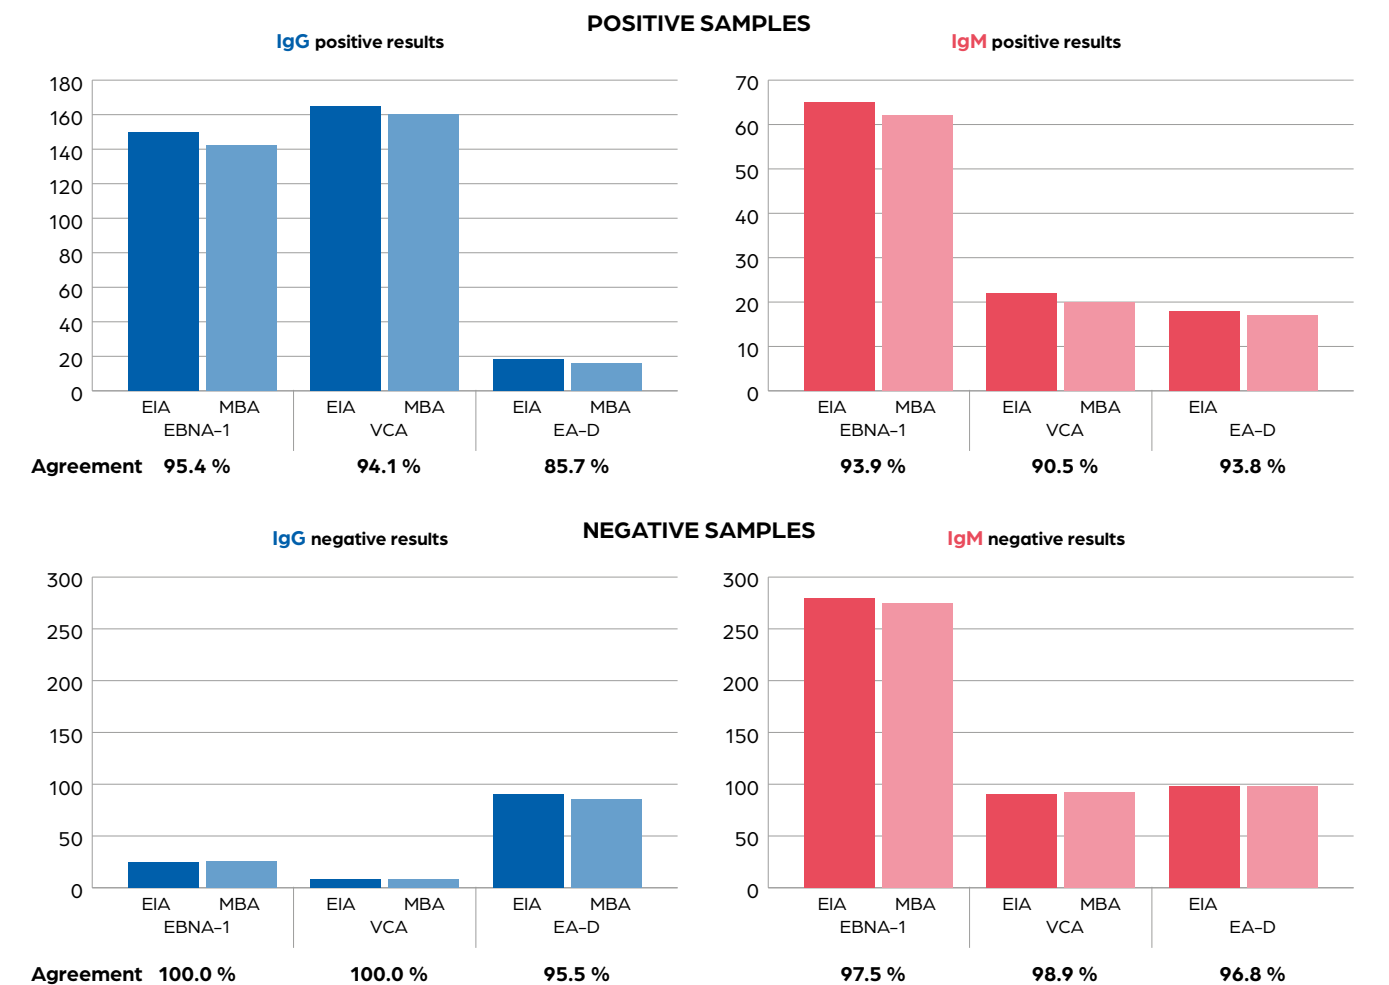 POSITIVE SAMPLES
IgG positive results
180
160
140
120
100
80
60
40
20
0
EIA MBA EIA MBA EIA MBA
EBNA-1 VCA EA-D
IgM positive results
70
60
50
40
30
20
10
0
EIA MBA EIA MBA EIA
EBNA-1 VCA EA-D
Agreement 95.4 % 94.1 % 85.7 % 93.9 % 90.5 % 93.8 %
NEGATIVE SAMPLES
IgG negative results
300
250
200
150
100
50
0
EIA MBA EIA MBA EIA MBA
EBNA-1 VCA EA-D
IgM negative results
300
250
200
150
100
50
0
EIA MBA EIA MBA EIA
EBNA-1 VCA EA-D
Agreement 100.0 % 100.0 % 95.5 % 97.5 % 98.9 % 96.8 %